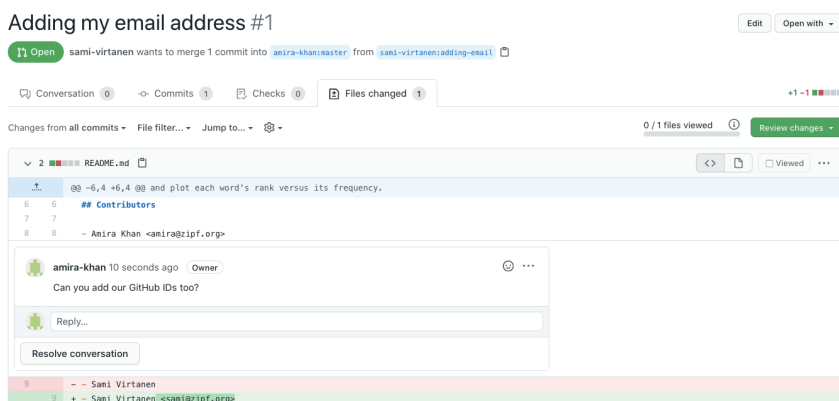 Adding my email address #1
Edit
Open with
Open sami-virtanen wants to merge 1 commit into amira-khan:master from sami-virtanen:adding-email
Conversation 0 Commits 1 Checks 0 Files changed 1
+1 −1
Changes from all commits File filter... Jump to...
0 / 1 files viewed
Review changes
2 README.md
Viewed
@@ -6,4 +6,4 @@ and plot each word's rank versus its frequency.
6 6 ## Contributors
7 7
8 8 - Amira Khan <amira@zipf.org>
amira-khan 10 seconds ago Owner
Can you add our GitHub IDs too?
Reply...
Resolve conversation
9 - - Sami Virtanen
9 + - Sami Virtanen <sami@zipf.org>